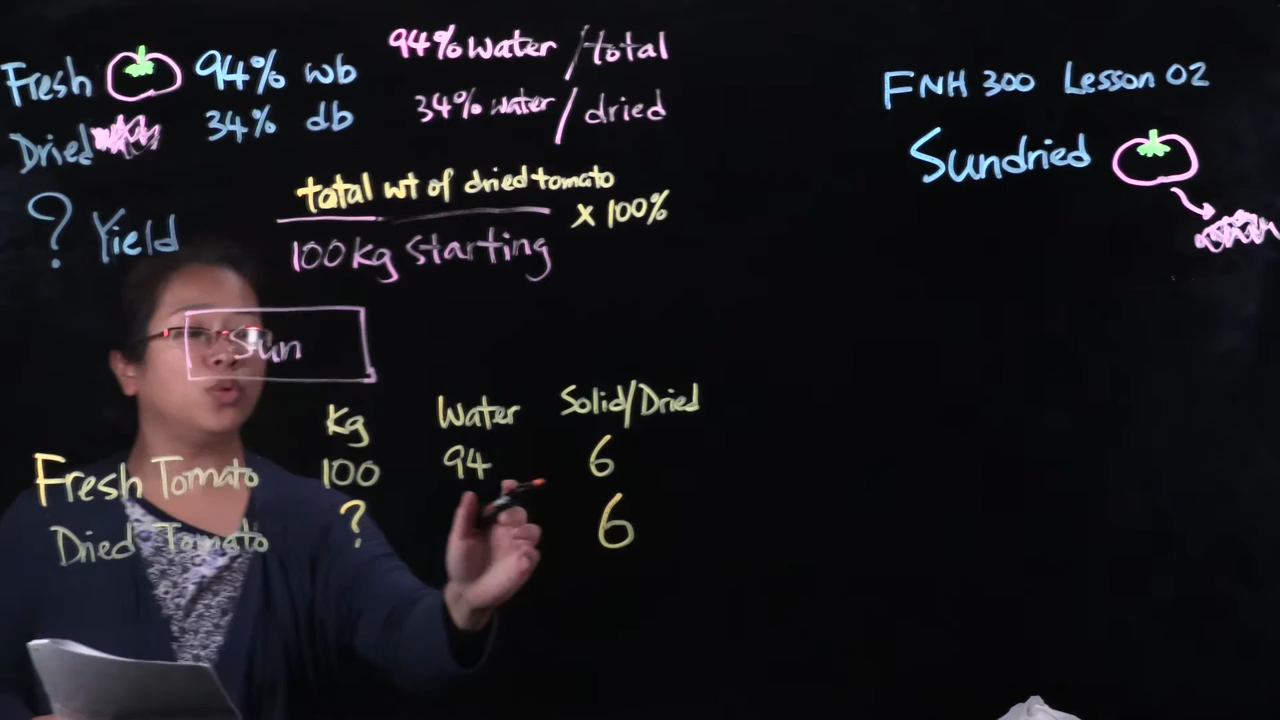 Fresh 94% wb 94% water / total
Dried 34% db 34% water / dried
? Yield total wt of dried tomato x 100%
100 kg starting
Sun
Kg Water Solid/Dried
Fresh Tomato 100 94 6
Dried Tomato ? 6
FNH 300 Lesson 02
Sundried